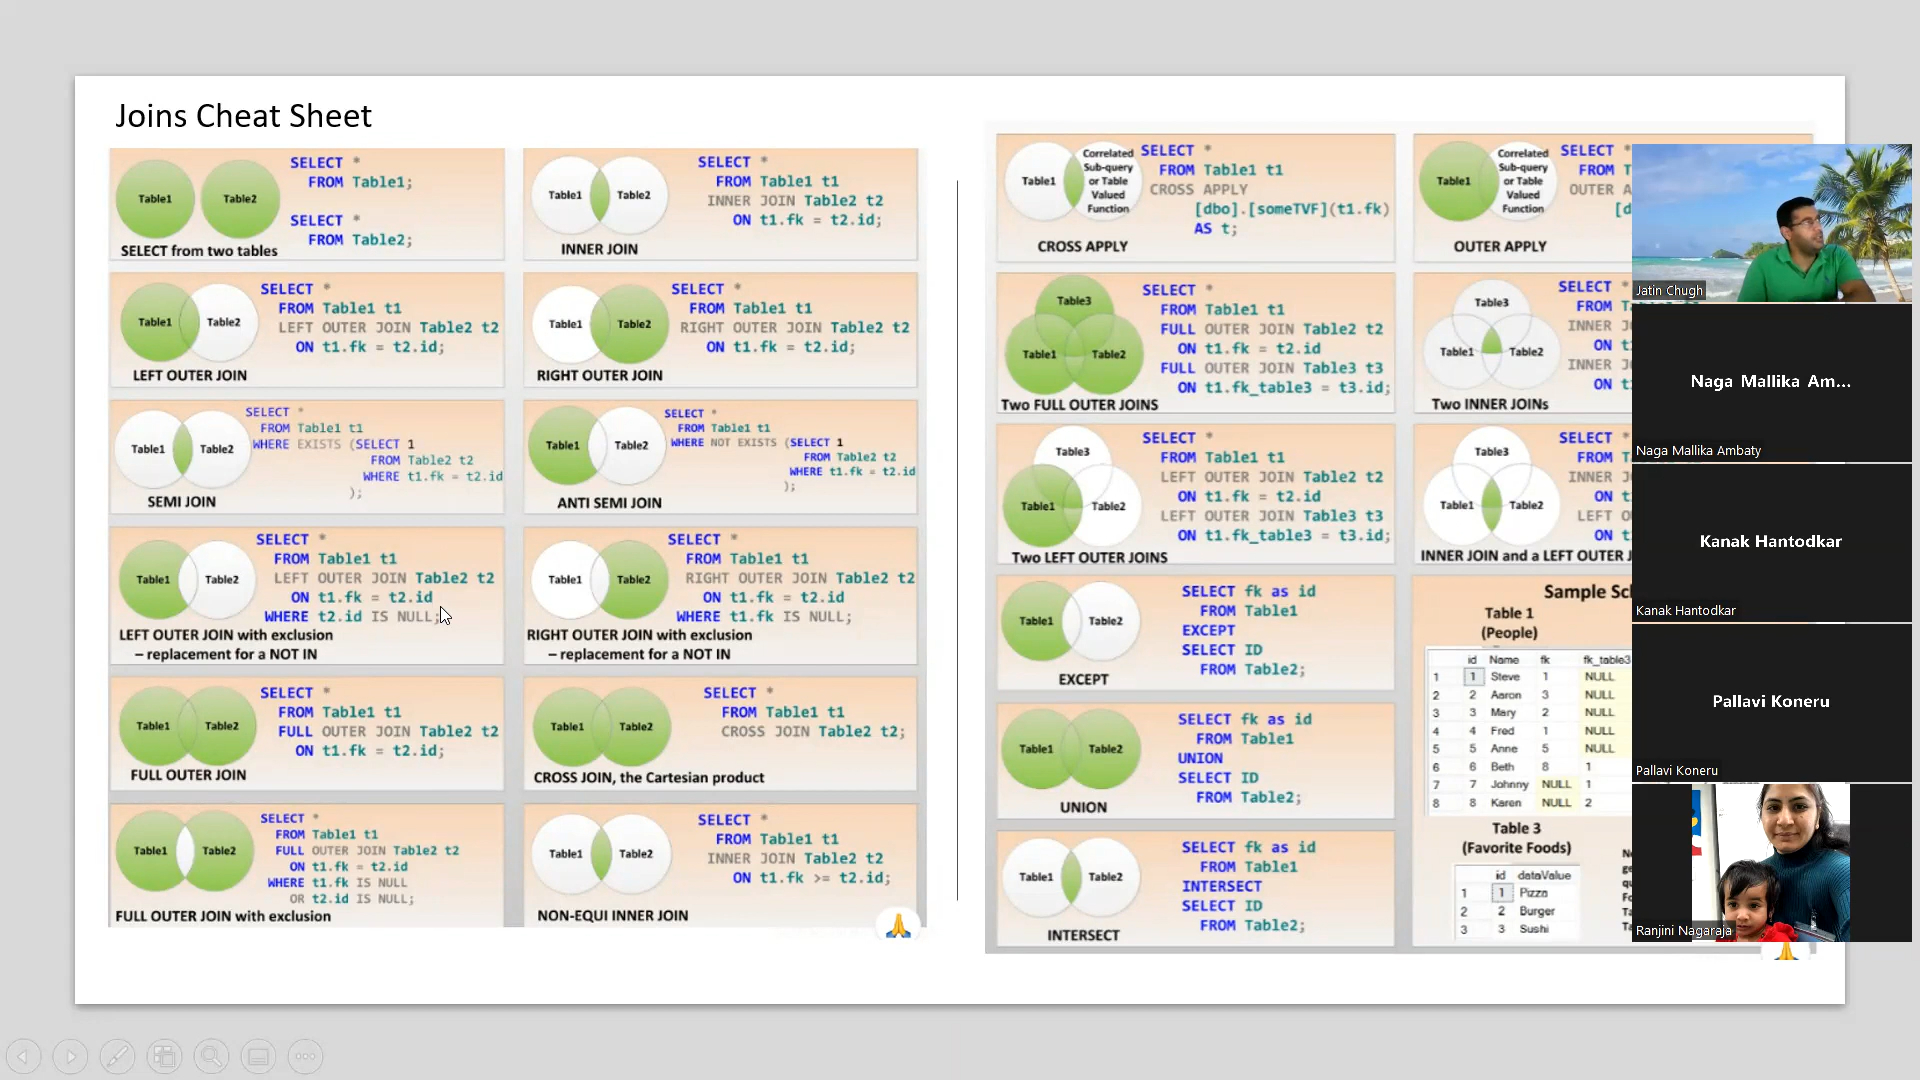 Joins Cheat Sheet
Table1
Table2
SELECT *
FROM Table1;
SELECT *
FROM Table2;
SELECT from two tables
Table1
Table2
SELECT *
FROM Table1 t1
INNER JOIN Table2 t2
ON t1.fk = t2.id;
INNER JOIN
Table1
Table2
SELECT *
FROM Table1 t1
LEFT OUTER JOIN Table2 t2
ON t1.fk = t2.id;
LEFT OUTER JOIN
Table1
Table2
SELECT *
FROM Table1 t1
RIGHT OUTER JOIN Table2 t2
ON t1.fk = t2.id;
RIGHT OUTER JOIN
Table1
Table2
SELECT *
FROM Table1 t1
WHERE EXISTS (SELECT 1
FROM Table2 t2
WHERE t1.fk = t2.id
);
SEMI JOIN
Table1
Table2
SELECT *
FROM Table1 t1
WHERE NOT EXISTS (SELECT 1
FROM Table2 t2
WHERE t1.fk = t2.id
);
ANTI SEMI JOIN
Table1
Table2
SELECT *
FROM Table1 t1
LEFT OUTER JOIN Table2 t2
ON t1.fk = t2.id
WHERE t2.id IS NULL;
LEFT OUTER JOIN with exclusion
– replacement for a NOT IN
Table1
Table2
SELECT *
FROM Table1 t1
RIGHT OUTER JOIN Table2 t2
ON t1.fk = t2.id
WHERE t1.fk IS NULL;
RIGHT OUTER JOIN with exclusion
– replacement for a NOT IN
Table1
Table2
SELECT *
FROM Table1 t1
FULL OUTER JOIN Table2 t2
ON t1.fk = t2.id;
FULL OUTER JOIN
Table1
Table2
SELECT *
FROM Table1 t1
CROSS JOIN Table2 t2;
CROSS JOIN, the Cartesian product
Table1
Table2
SELECT *
FROM Table1 t1
FULL OUTER JOIN Table2 t2
ON t1.fk = t2.id
WHERE t1.fk IS NULL
OR t2.id IS NULL;
FULL OUTER JOIN with exclusion
Table1
Table2
SELECT *
FROM Table1 t1
INNER JOIN Table2 t2
ON t1.fk >= t2.id;
NON-EQUI INNER JOIN
Table1
Correlated
Sub-query
or Table
Valued
Function
SELECT *
FROM Table1 t1
CROSS APPLY
[dbo].[someTVF](t1.fk)
AS t;
CROSS APPLY
Table1
Correlated
Sub-query
or Table
Valued
Function
SELECT *
FROM
OUTER
OUTER APPLY
Table3
Table1
Table2
SELECT *
FROM Table1 t1
FULL OUTER JOIN Table2 t2
ON t1.fk = t2.id
FULL OUTER JOIN Table3 t3
ON t1.fk_table3 = t3.id;
Two FULL OUTER JOINS
Table3
Table1
Table2
SELECT *
FROM
INNER
ON
INNER
ON
Two INNER JOINs
Table3
Table1
Table2
SELECT *
FROM Table1 t1
LEFT OUTER JOIN Table2 t2
ON t1.fk = t2.id
LEFT OUTER JOIN Table3 t3
ON t1.fk_table3 = t3.id;
Two LEFT OUTER JOINS
Table3
Table1
Table2
SELECT *
FROM
INNER
ON
LEFT
ON
INNER JOIN and a LEFT OUTER
Table1
Table2
SELECT fk as id
FROM Table1
EXCEPT
SELECT ID
FROM Table2;
EXCEPT
Table1
Table2
SELECT fk as id
FROM Table1
UNION
SELECT ID
FROM Table2;
UNION
Table1
Table2
SELECT fk as id
FROM Table1
INTERSECT
SELECT ID
FROM Table2;
INTERSECT
Sample
Table 1
(People)
id Name fk fk_table3
1 1 Steve 1 NULL
2 2 Aaron 3 NULL
3 3 Mary 2 NULL
4 4 Fred 1 NULL
5 5 Anne 5 NULL
6 6 Beth 8 1
7 7 Johnny NULL 1
8 8 Karen NULL 2
Table 3
(Favorite Foods)
id dataValue
1 1 Pizza
2 2 Burger
3 3 Sushi
Jatin Chugh
Naga Mallika Am...
Naga Mallika Ambaty
Kanak Hantodkar
Kanak Hantodkar
Pallavi Koneru
Pallavi Koneru
Ranjini Nagaraja